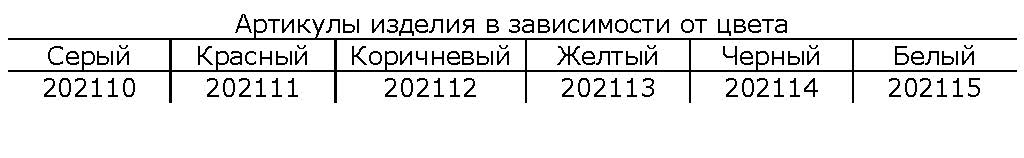 Артикулы изделия в зависимости от цвета
Серый Красный Коричневый Желтый Черный Белый
202110 202111 202112 202113 202114 202115